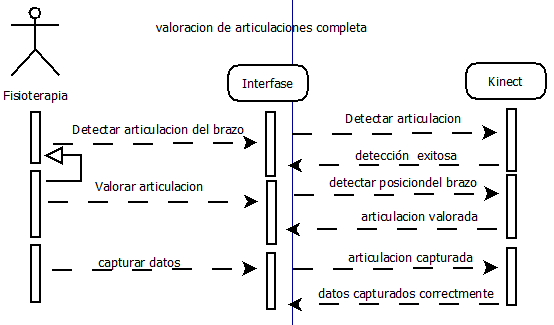 valoracion de articulaciones completa
Fisioterapia
Interfase
Kinect
Detectar articulacion del brazo
Detectar articulacion
detección exitosa
Valorar articulacion
detectar posiciondel brazo
articulacion valorada
capturar datos
articulacion capturada
datos capturados correctmente